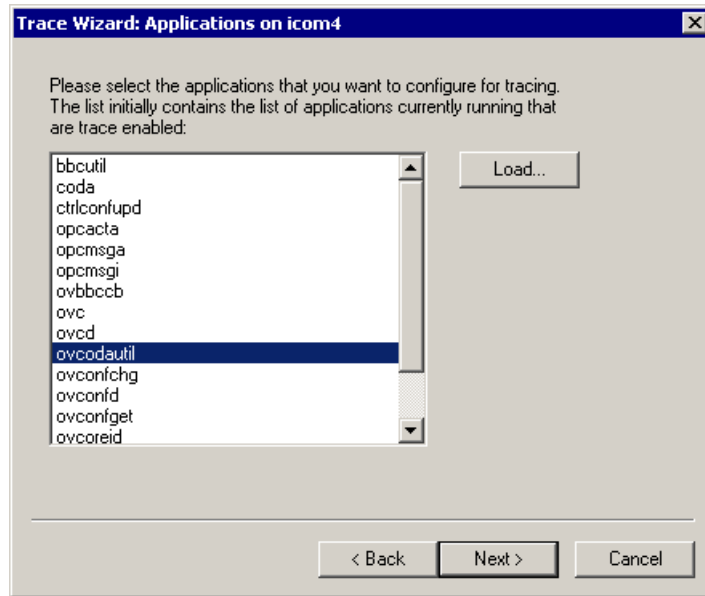 Trace Wizard: Applications on icom4
Please select the applications that you want to configure for tracing.
The list initially contains the list of applications currently running that
are trace enabled:
bbcutil
Load...
coda
ctrlconfupd
opcacta
opcmsga
opcmsgi
ovbbccb
ovc
ovcd
ovcodautil
ovconfchg
ovconfd
ovconfget
ovcoreid
< Back
Next >
Cancel